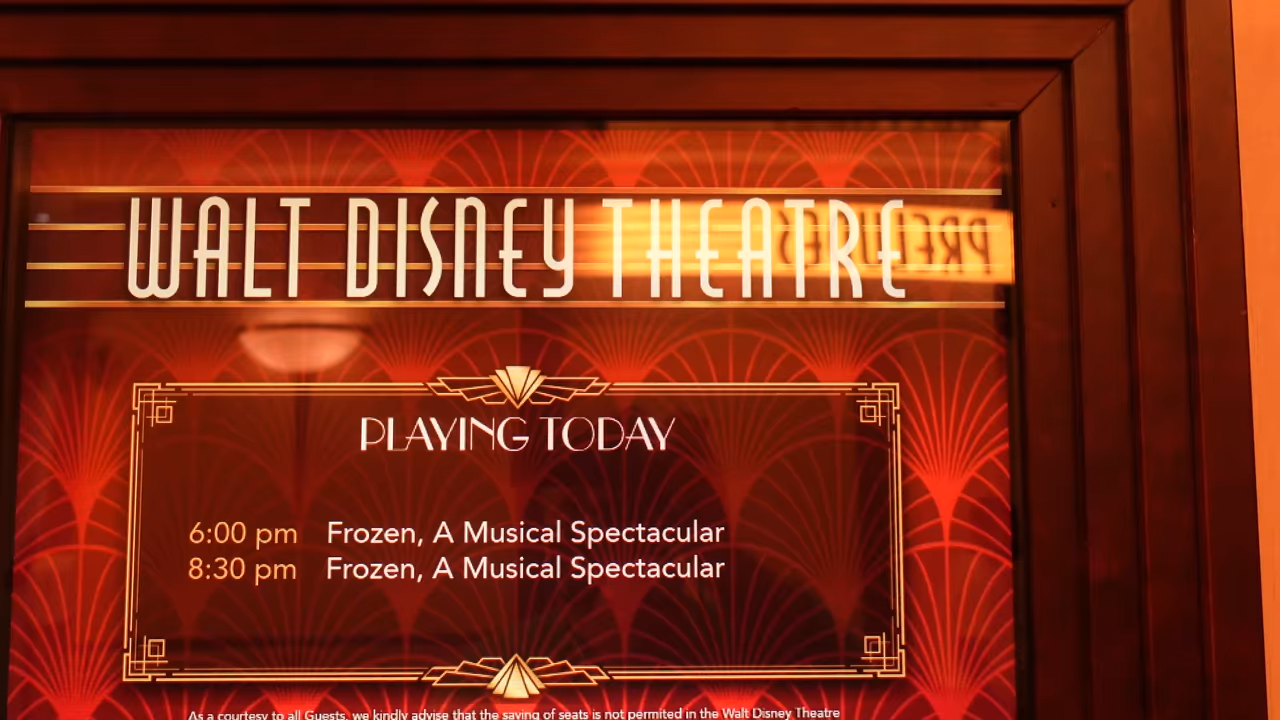 WALT DISNEY THEATRE
PRELUDES
PLAYING TODAY
6:00 pm Frozen, A Musical Spectacular
8:30 pm Frozen, A Musical Spectacular
As a courtesy to all Guests, we kindly advise that the saving of seats is not permited in the Walt Disney Theatre